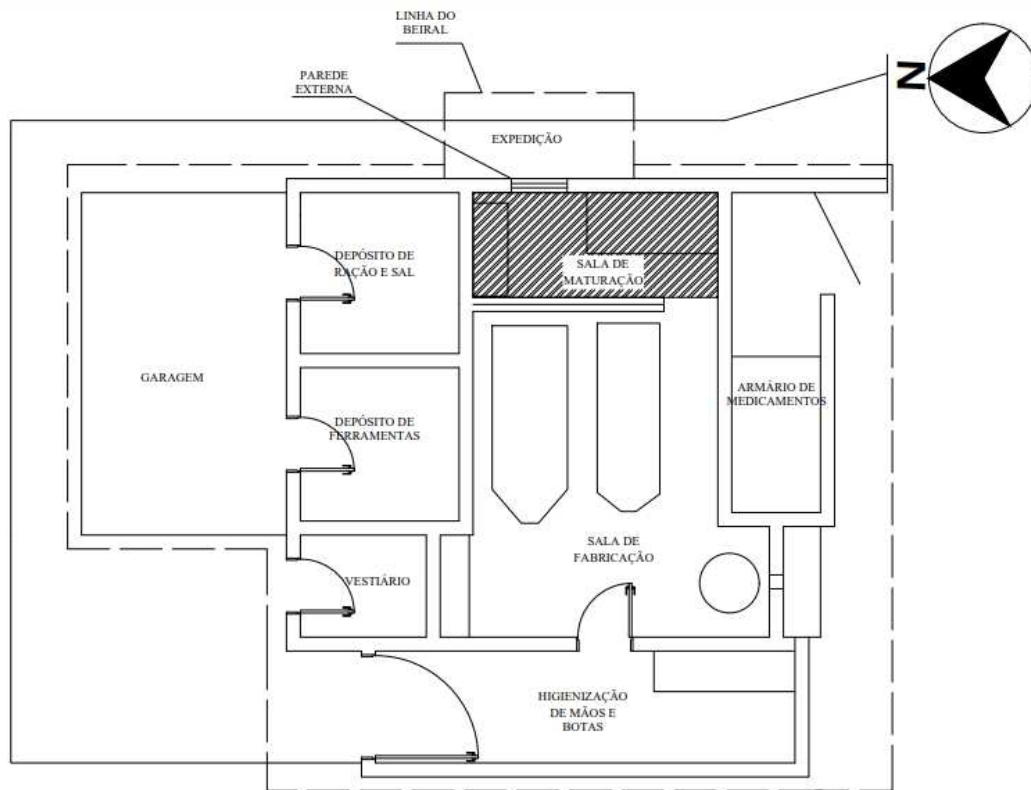 LINHA DO
BEIRAL
PAREDE
EXTERNA
N
EXPEDIÇÃO
DEPÓSITO DE
RAÇÃO E SAL
SALA DE
MATURAÇÃO
GARAGEM
ARMÁRIO DE
MEDICAMENTOS
DEPÓSITO DE
FERRAMENTAS
SALA DE
FABRICAÇÃO
VESTIÁRIO
HIGIENIZAÇÃO
DE MÃOS E
BOTAS